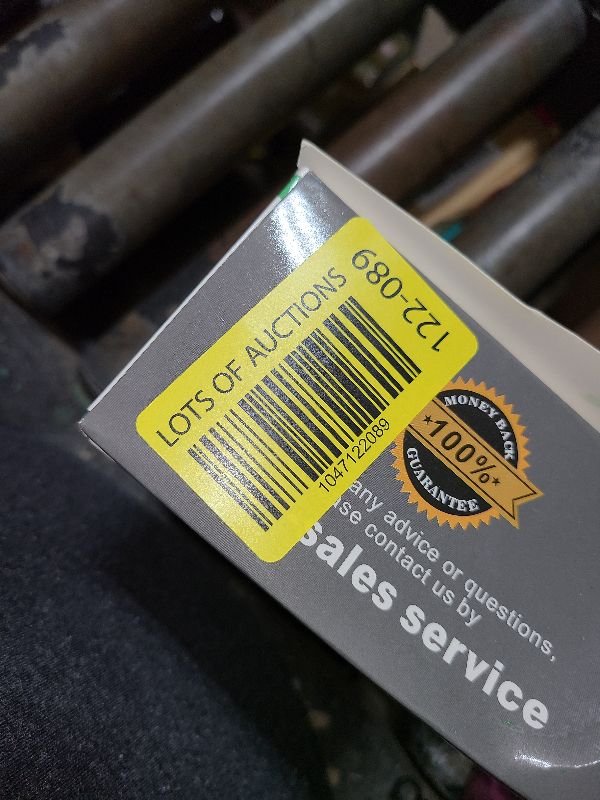 LOTS OF AUCTIONS
122-089
1047122089
MONEY BACK
*100%*
GUARANTEE
any advice or questions,
contact us by
sales service